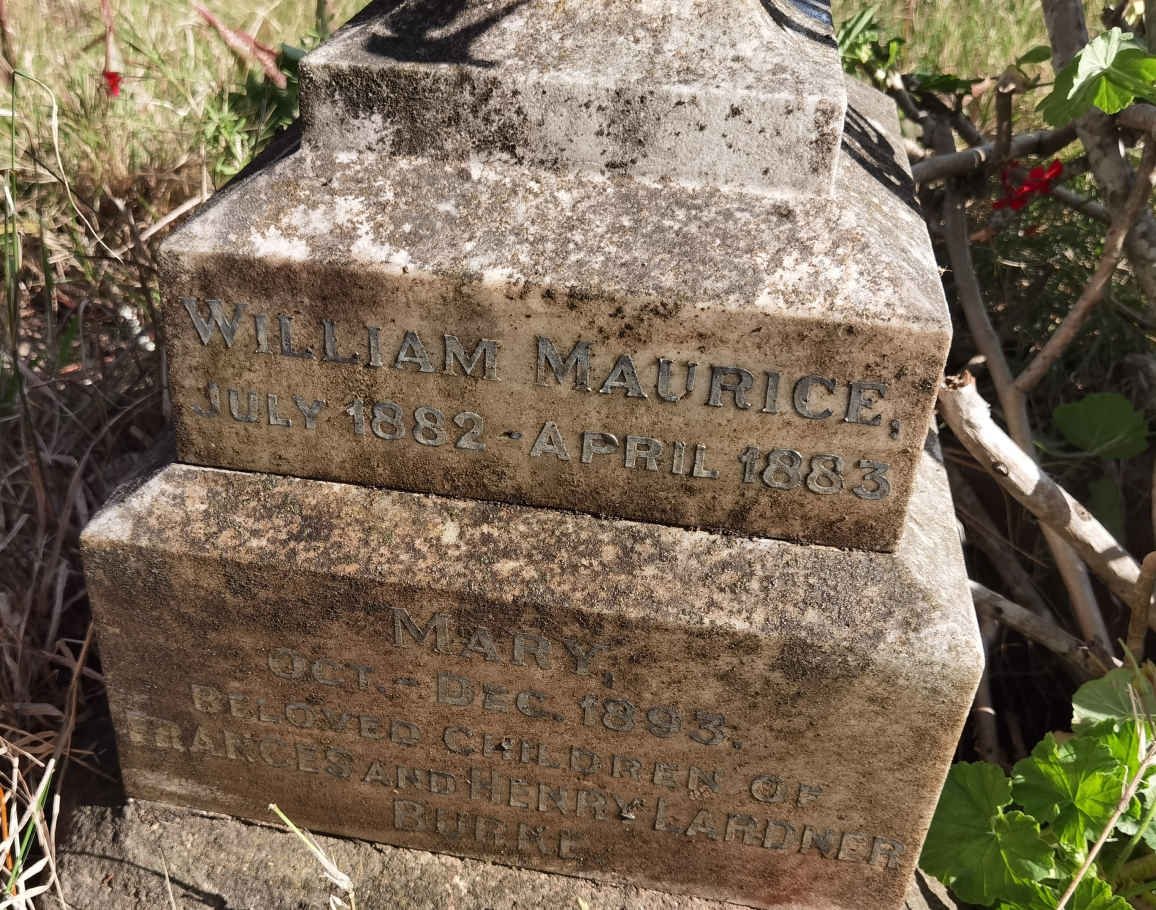 WILLIAM MAURICE,
JULY 1882 - APRIL 1883
MARY,
OCT. - DEC. 1893.
BELOVED CHILDREN OF
FRANCES AND HENRY LARDNER
BURKE